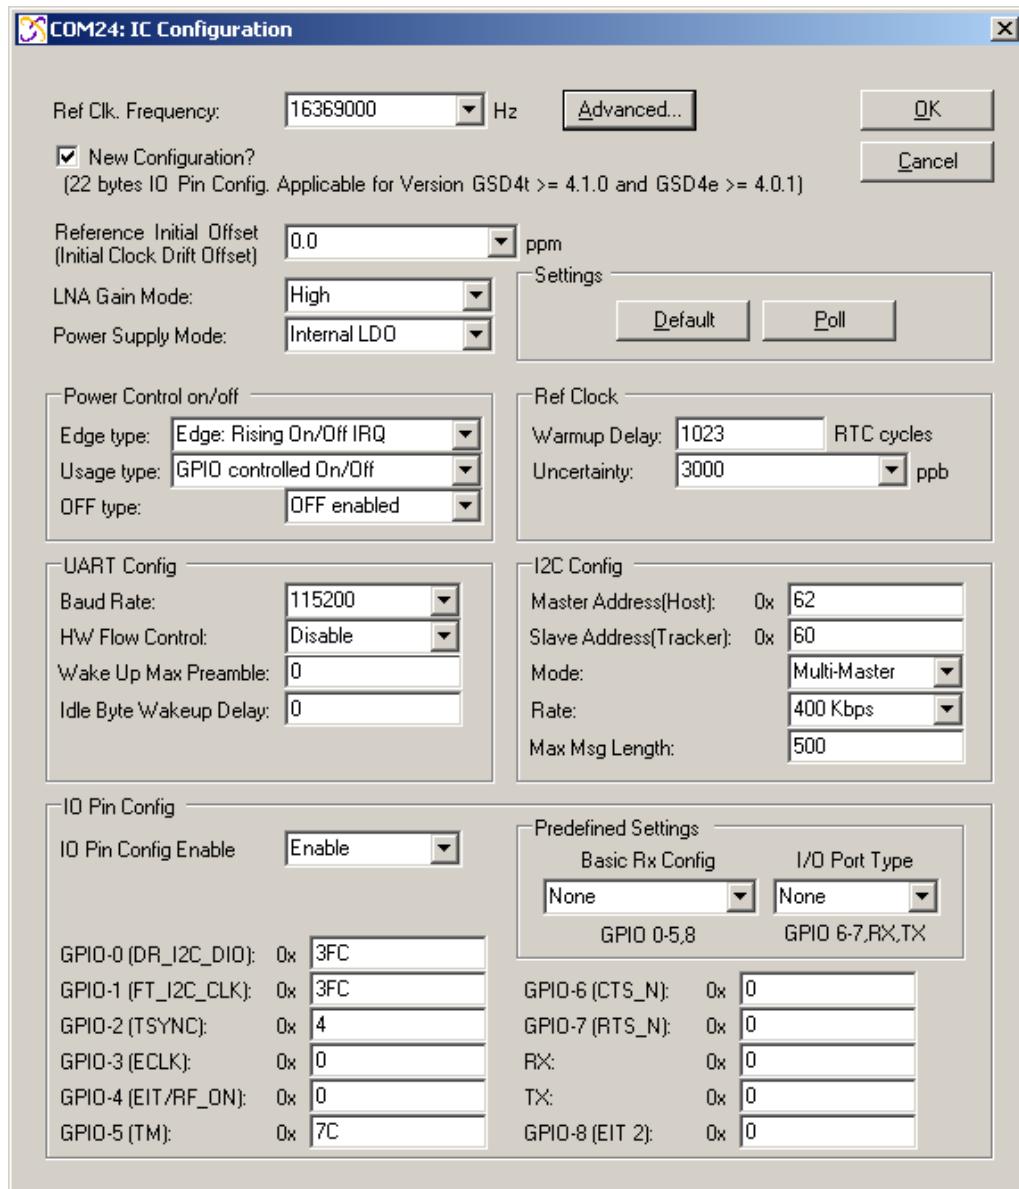 COM24: IC Configuration
Ref Clk. Frequency: 16369000 Hz Advanced... OK
New Configuration? Cancel
(22 bytes IO Pin Config. Applicable for Version GSD4t >= 4.1.0 and GSD4e >= 4.0.1)
Reference Initial Offset
(Initial Clock Drift Offset) 0.0 ppm
LNA Gain Mode: High
Power Supply Mode: Internal LDO
Settings
Default Poll
Power Control on/off
Edge type: Edge: Rising On/Off IRQ
Usage type: GPIO controlled On/Off
OFF type: OFF enabled
Ref Clock
Warmup Delay: 1023 RTC cycles
Uncertainty: 3000 ppb
UART Config
Baud Rate: 115200
HW Flow Control: Disable
Wake Up Max Preamble: 0
Idle Byte Wakeup Delay: 0
I2C Config
Master Address(Host): 0x 62
Slave Address(Tracker): 0x 60
Mode: Multi-Master
Rate: 400 Kbps
Max Msg Length: 500
IO Pin Config
IO Pin Config Enable Enable
Predefined Settings
Basic Rx Config I/O Port Type
None None
GPIO 0-5,8 GPIO 6-7,RX,TX
GPIO-0 (DR_I2C_DIO): 0x 3FC
GPIO-1 (FT_I2C_CLK): 0x 3FC
GPIO-2 (TSYNC): 0x 4
GPIO-3 (ECLK): 0x 0
GPIO-4 (EIT/RF_ON): 0x 0
GPIO-5 (TM): 0x 7C
GPIO-6 (CTS_N): 0x 0
GPIO-7 (RTS_N): 0x 0
RX: 0x 0
TX: 0x 0
GPIO-8 (EIT 2): 0x 0